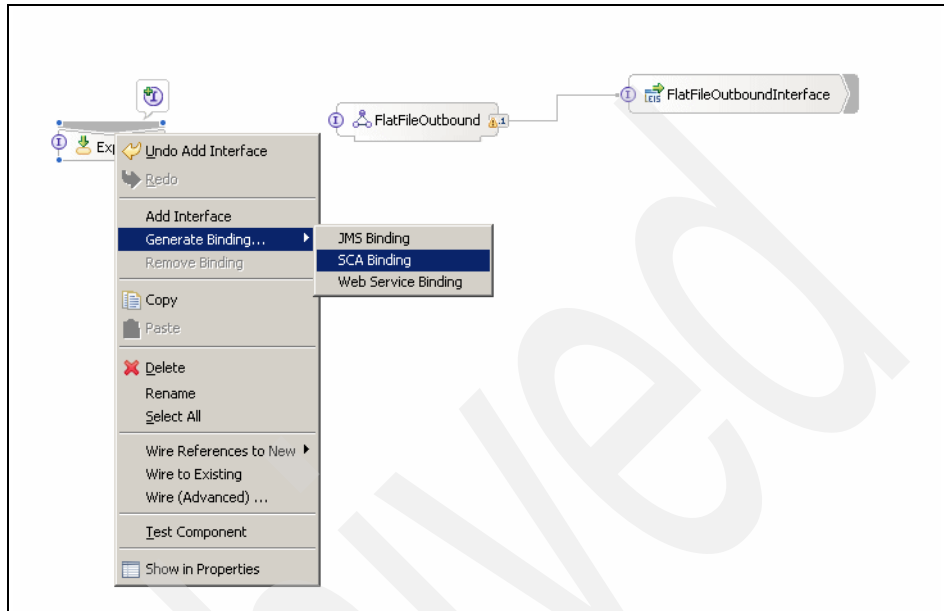 FlatFileOutboundInterface
FlatFileOutbound
Undo Add Interface
Redo
Add Interface
Generate Binding...
Remove Binding
JMS Binding
SCA Binding
Web Service Binding
Copy
Paste
Delete
Rename
Select All
Wire References to New
Wire to Existing
Wire (Advanced) ...
Test Component
Show in Properties